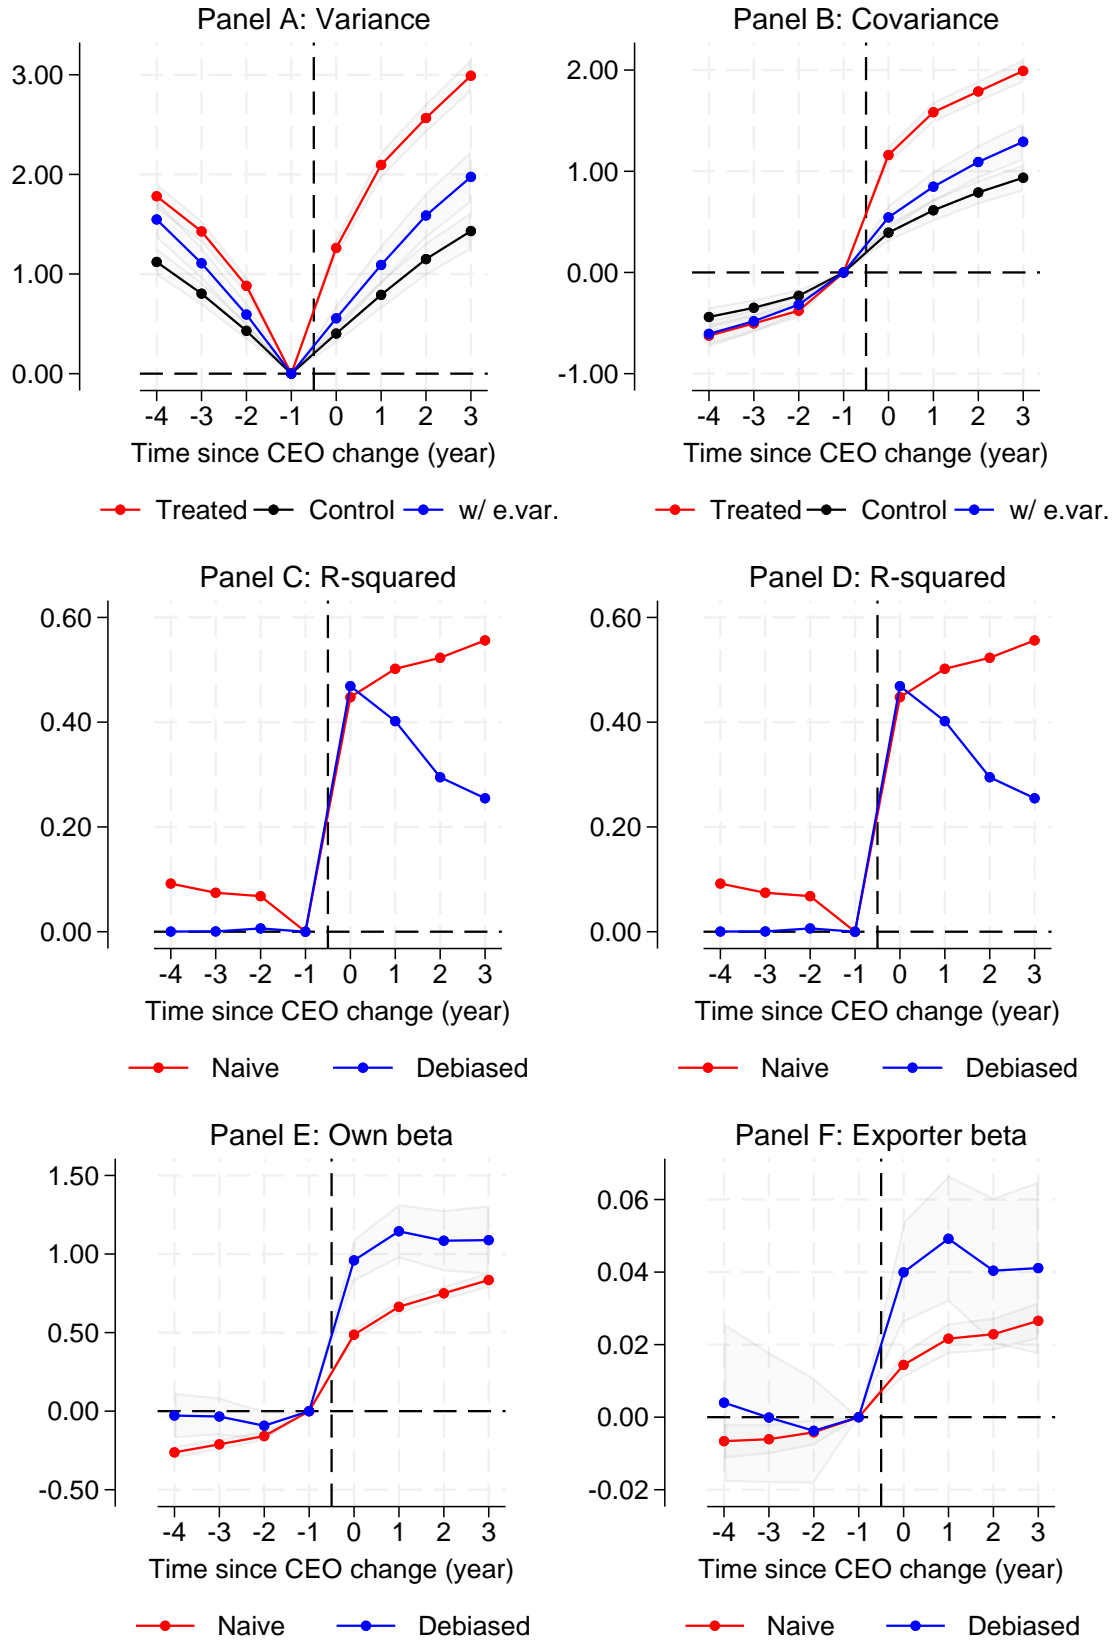 Panel A: Variance
3.00
2.00
1.00
0.00
-4 -3 -2 -1 0 1 2 3
Time since CEO change (year)
Treated Control w/ e.var.
Panel B: Covariance
2.00
1.00
0.00
-1.00
-4 -3 -2 -1 0 1 2 3
Time since CEO change (year)
Treated Control w/ e.var.
Panel C: R-squared
0.60
0.40
0.20
0.00
-4 -3 -2 -1 0 1 2 3
Time since CEO change (year)
Naive Debiased
Panel D: R-squared
0.60
0.40
0.20
0.00
-4 -3 -2 -1 0 1 2 3
Time since CEO change (year)
Naive Debiased
Panel E: Own beta
1.50
1.00
0.50
0.00
-0.50
-4 -3 -2 -1 0 1 2 3
Time since CEO change (year)
Naive Debiased
Panel F: Exporter beta
0.06
0.04
0.02
0.00
-0.02
-4 -3 -2 -1 0 1 2 3
Time since CEO change (year)
Naive Debiased